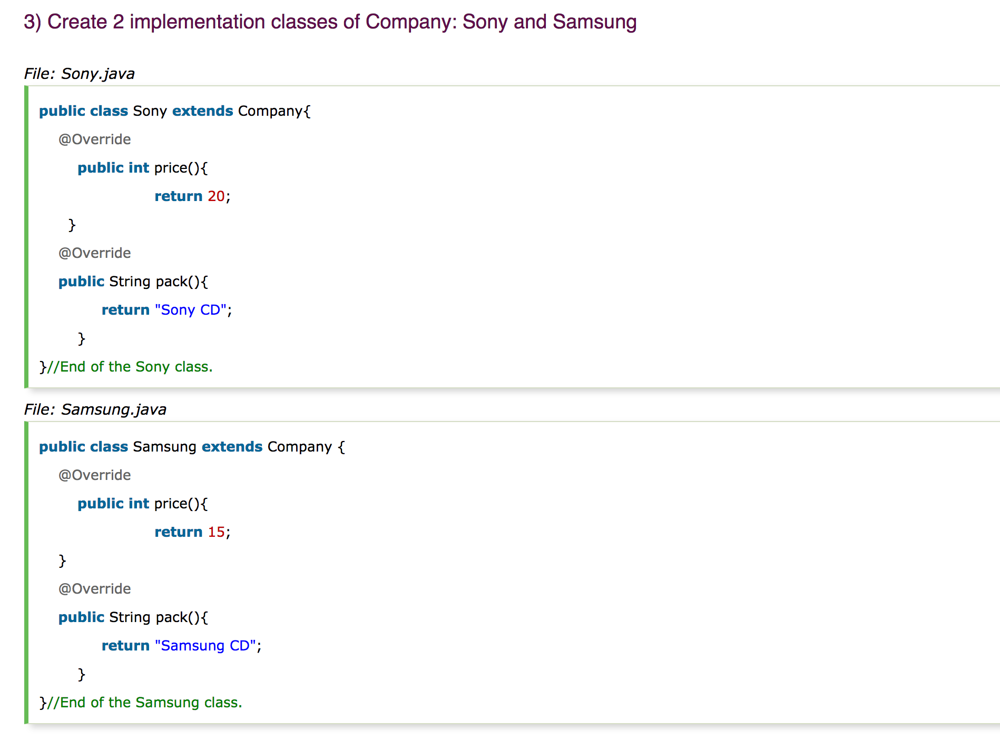 3) Create 2 implementation classes of Company: Sony and Samsung
File: Sony.java
public class Sony extends Company{
@Override
public int price(){
return 20;
}
@Override
public String pack(){
return "Sony CD";
}
}//End of the Sony class.
File: Samsung.java
public class Samsung extends Company {
@Override
public int price(){
return 15;
}
@Override
public String pack(){
return "Samsung CD";
}
}//End of the Samsung class.